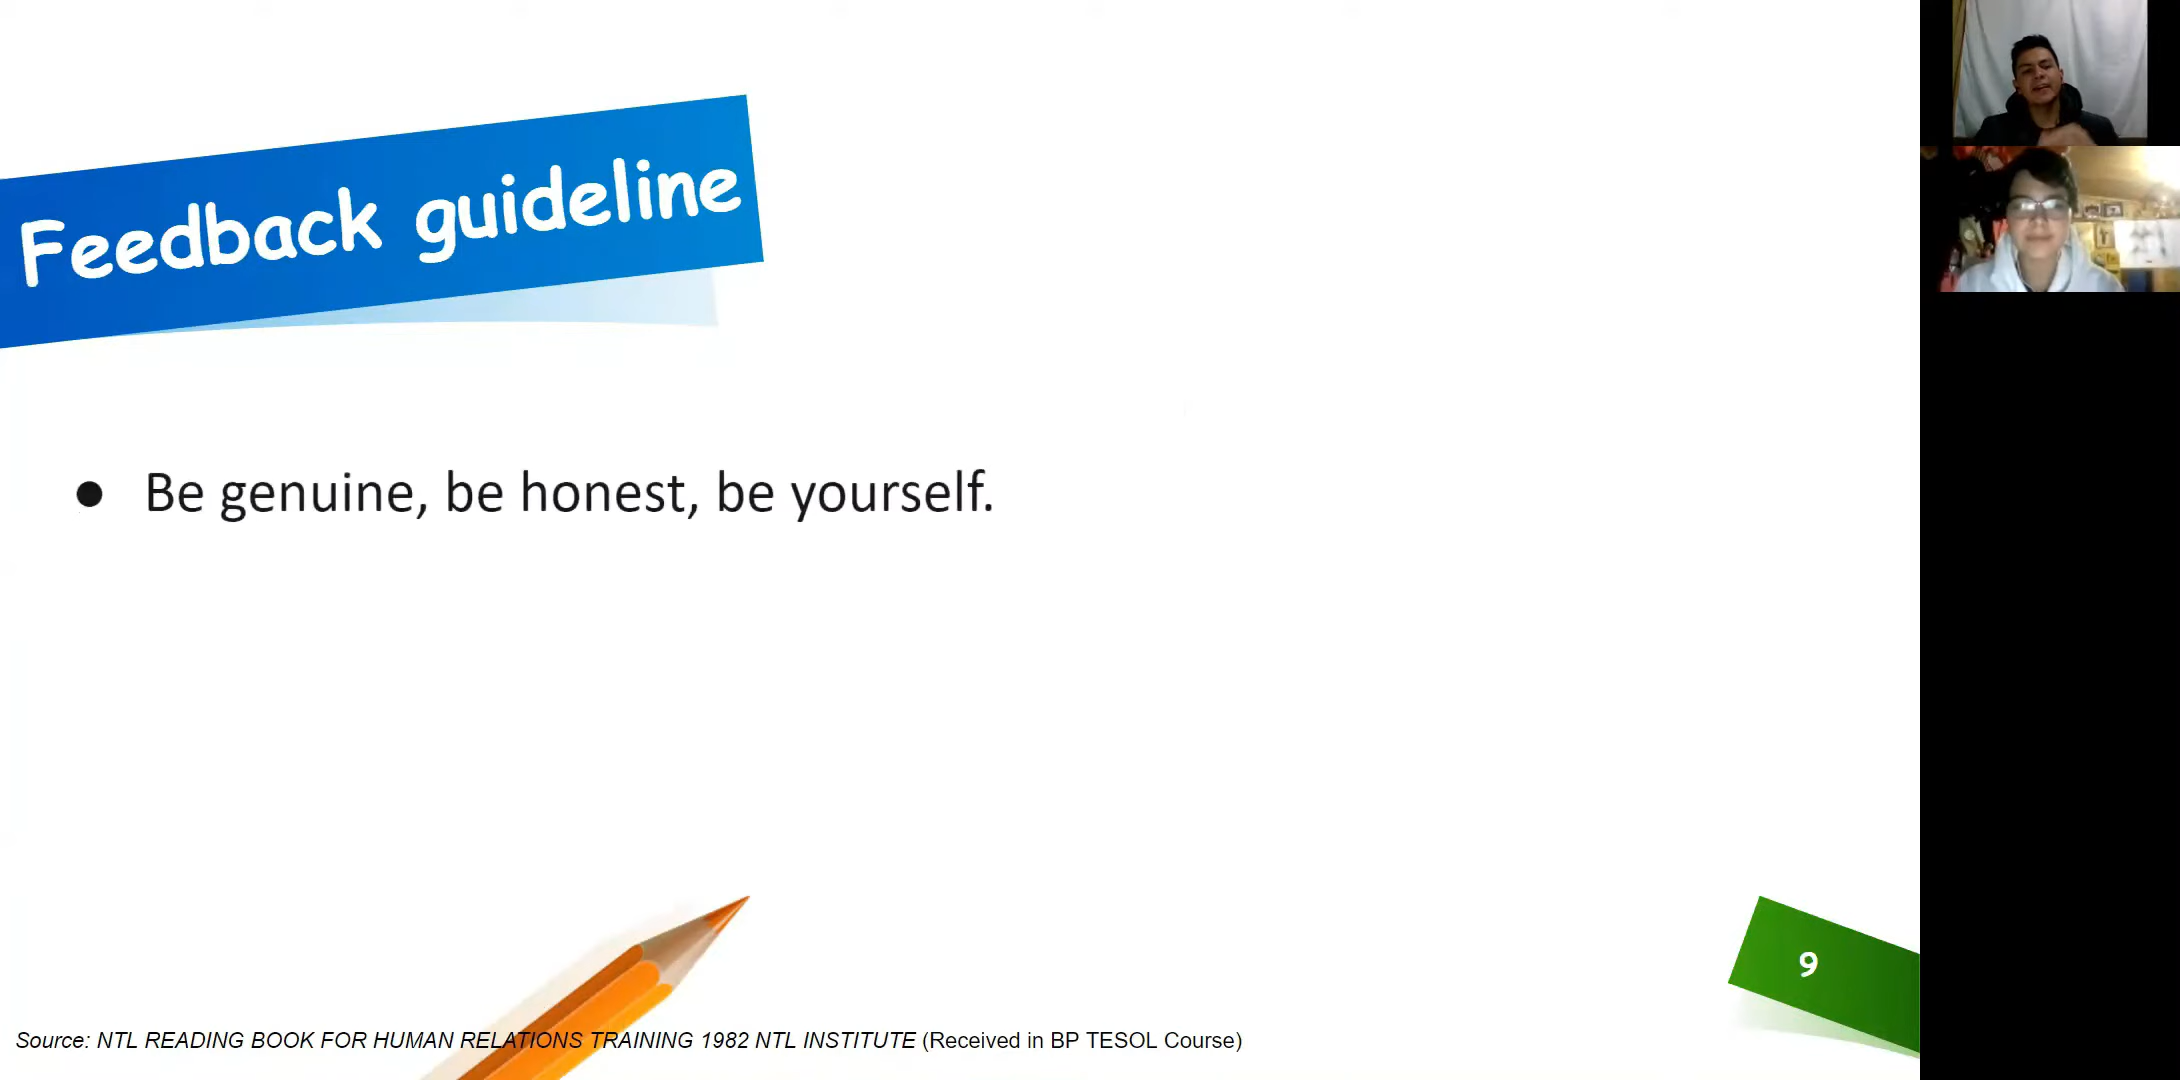 Feedback guideline
● Be genuine, be honest, be yourself.
9
Source: NTL READING BOOK FOR HUMAN RELATIONS TRAINING 1982 NTL INSTITUTE (Received in BP TESOL Course)